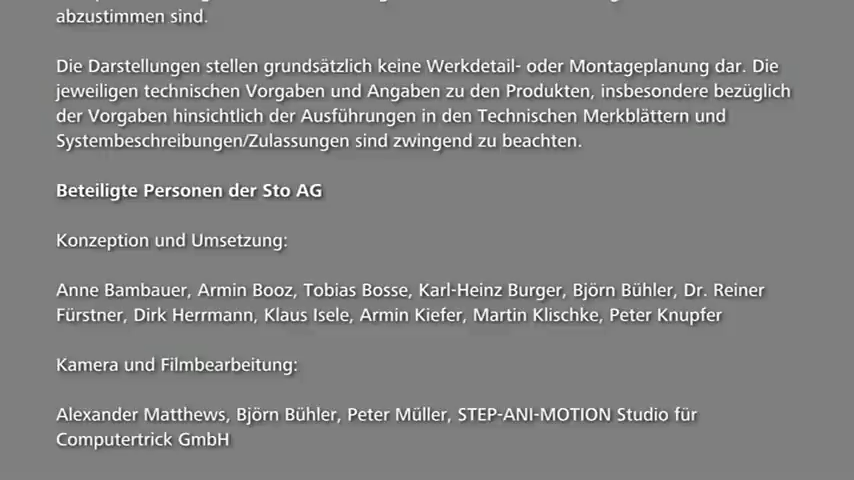 abzustimmen sind.
Die Darstellungen stellen grundsätzlich keine Werkdetail- oder Montageplanung dar. Die
jeweiligen technischen Vorgaben und Angaben zu den Produkten, insbesondere bezüglich
der Vorgaben hinsichtlich der Ausführungen in den Technischen Merkblättern und
Systembeschreibungen/Zulassungen sind zwingend zu beachten.
Beteiligte Personen der Sto AG
Konzeption und Umsetzung:
Anne Bambauer, Armin Booz, Tobias Bosse, Karl-Heinz Burger, Björn Bühler, Dr. Reiner
Fürstner, Dirk Herrmann, Klaus Isele, Armin Kiefer, Martin Klischke, Peter Knupfer
Kamera und Filmbearbeitung:
Alexander Matthews, Björn Bühler, Peter Müller, STEP-ANI-MOTION Studio für
Computertrick GmbH